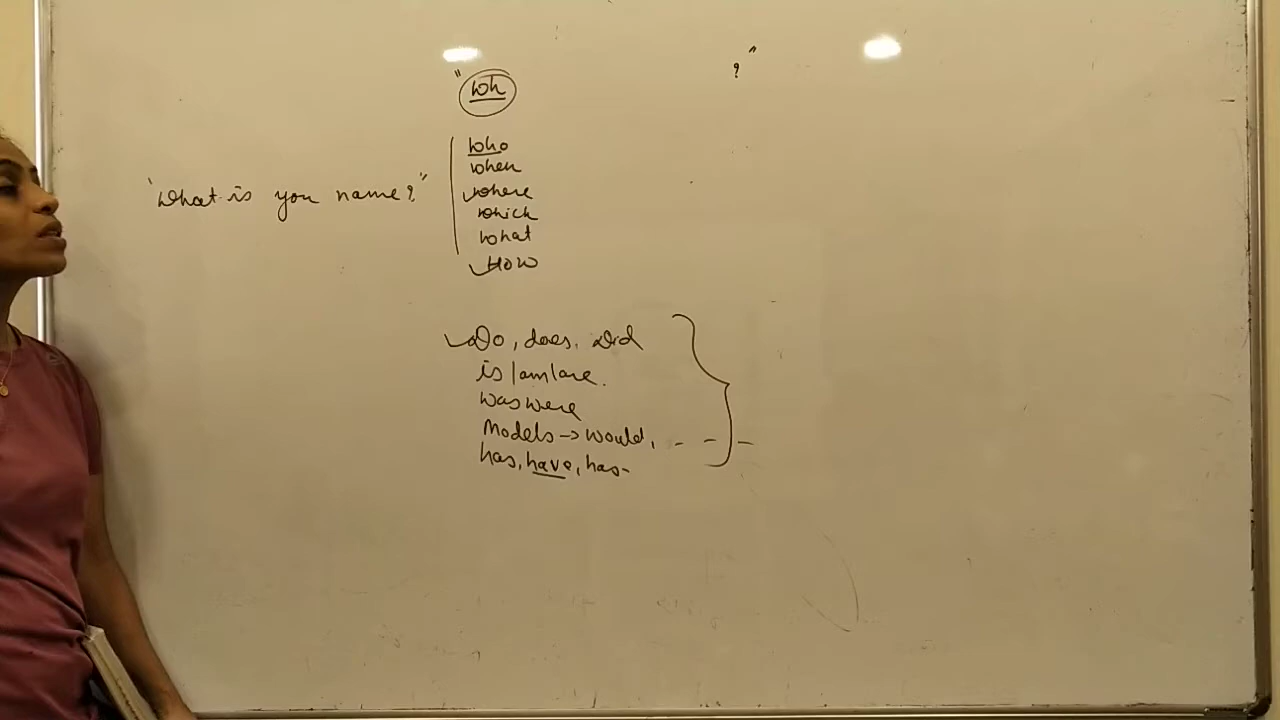 "wh ?"
who
when
"What is you name?" where
which
what
How
Do, does, did
is/am/are.
was were
Models → would, - - -
has, have, has-